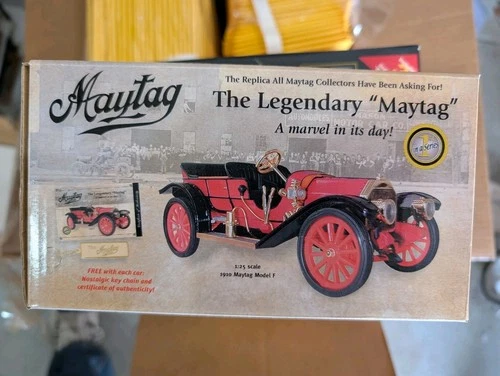 Maytag
The Replica All Maytag Collectors Have Been Asking For!
The Legendary "Maytag"
A marvel in its day!
FREE with each car:
Nostalgic key chain and
certificate of authenticity!
1:25 scale
1910 Maytag Model F